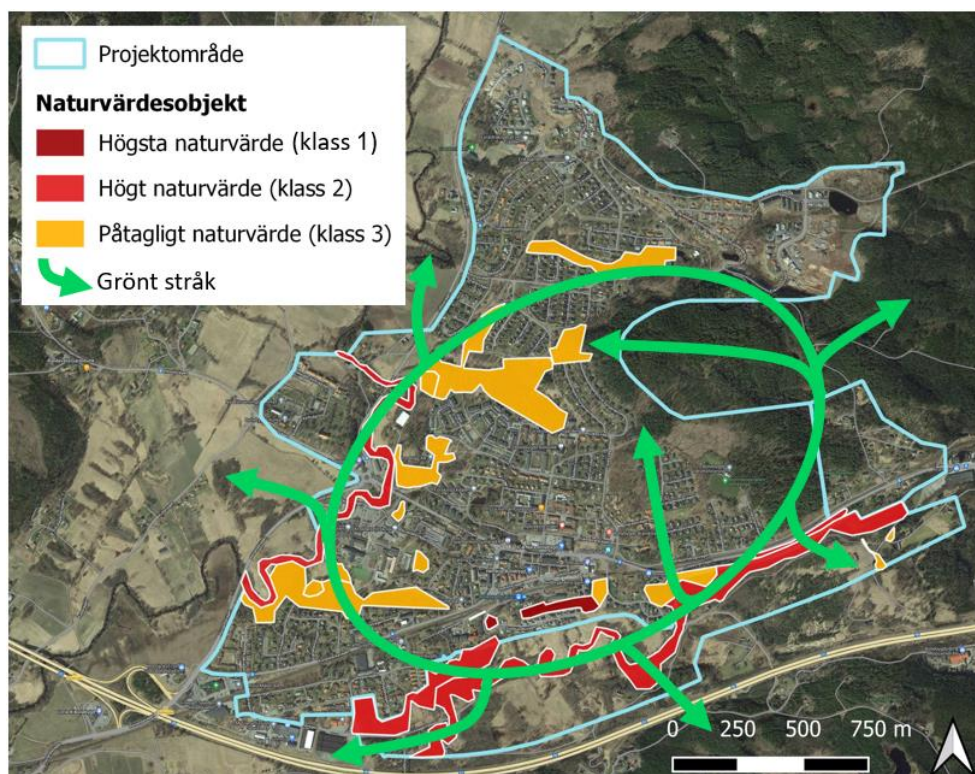 Projektområde
Naturvärdesobjekt
Högsta naturvärde (klass 1)
Högt naturvärde (klass 2)
Påtagligt naturvärde (klass 3)
Grönt stråk
0 250 500 750 m